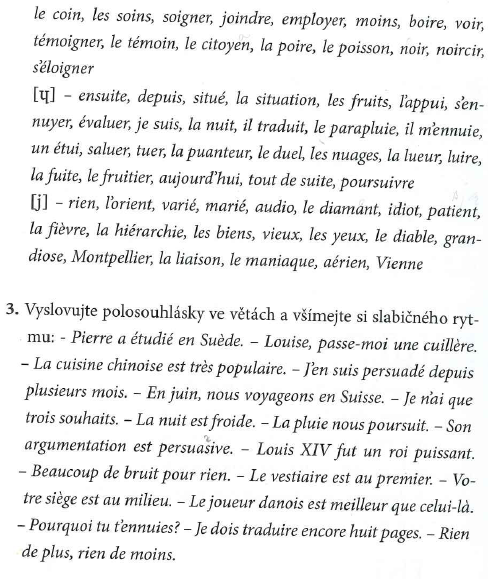 le coin, les soins, soigner, joindre, employer, moins, boire, voir,
témoigner, le témoin, le citoyen, la poire, le poisson, noir, noircir,
s'éloigner
[ɥ] – ensuite, depuis, situé, la situation, les fruits, l'appui, s'en-
nuyer, évaluer, je suis, la nuit, il traduit, le parapluie, il m'ennuie,
un étui, saluer, tuer, la puanteur, le duel, les nuages, la lueur, luire,
la fuite, le fruitier, aujourd'hui, tout de suite, poursuivre
[j] – rien, l'orient, varié, marié, audio, le diamant, idiot, patient,
la fièvre, la hiérarchie, les biens, vieux, les yeux, le diable, gran-
diose, Montpellier, la liaison, le maniaque, aérien, Vienne
3. Vyslovujte polosouhlásky ve větách a všímejte si slabičného ryt-
mu: - Pierre a étudié en Suède. – Louise, passe-moi une cuillère.
– La cuisine chinoise est très populaire. – J'en suis persuadé depuis
plusieurs mois. – En juin, nous voyageons en Suisse. – Je n'ai que
trois souhaits. – La nuit est froide. – La pluie nous poursuit. – Son
argumentation est persuasive. – Louis XIV fut un roi puissant.
– Beaucoup de bruit pour rien. – Le vestiaire est au premier. – Vo-
tre siège est au milieu. – Le joueur danois est meilleur que celui-là.
– Pourquoi tu t'ennuies? – Je dois traduire encore huit pages. – Rien
de plus, rien de moins.